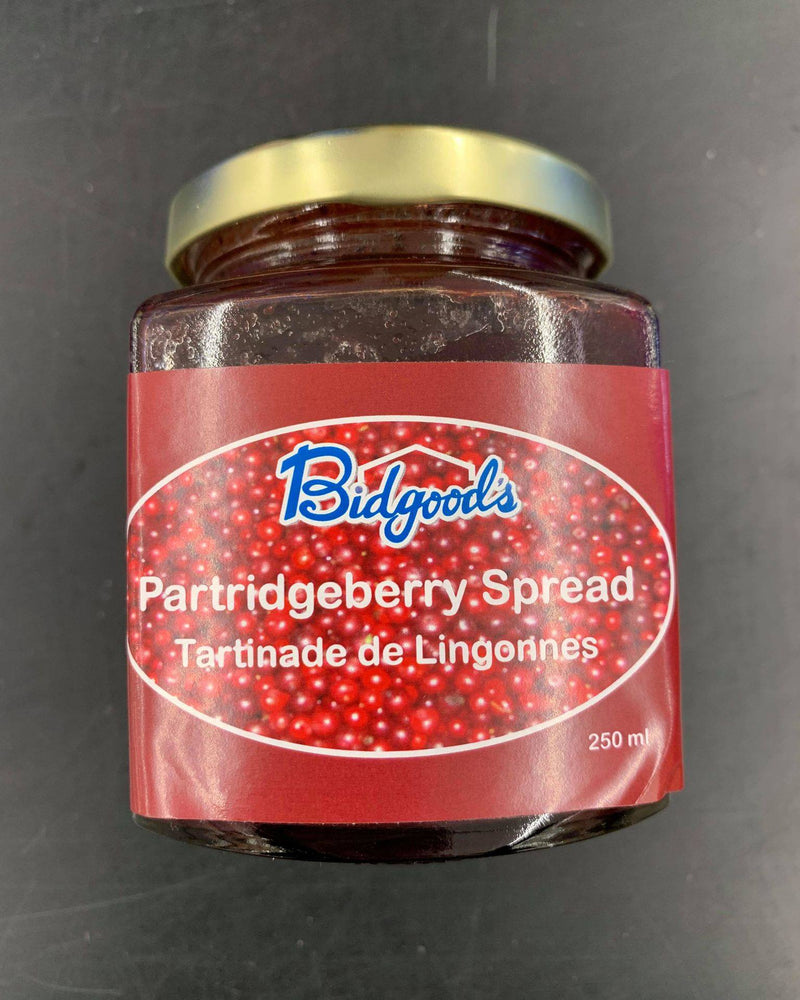 Bidgood's
Partridgeberry Spread
Tartinade de Lingonnes
250 ml